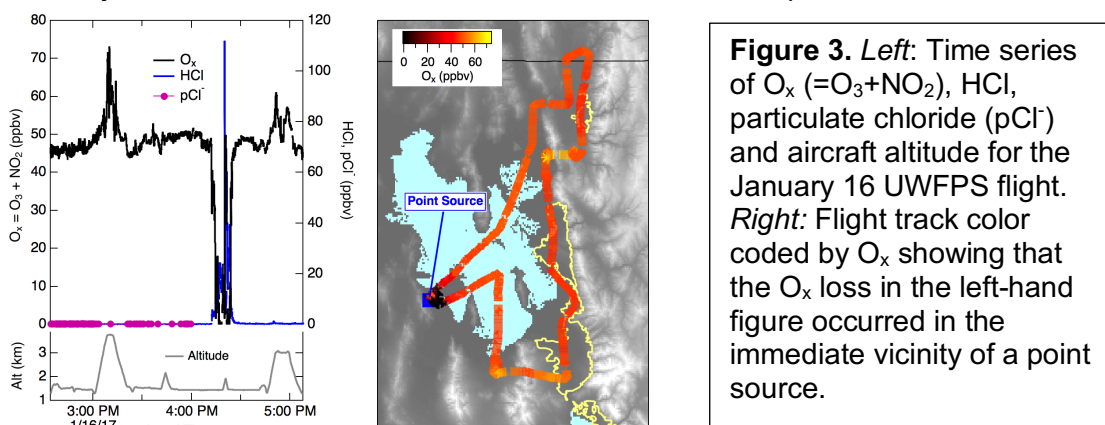 80
70
60
50
40
30
20
10
0
Oₓ = O₃ + NO₂ (ppbv)
Oₓ
HCl
pCl⁻
120
100
80
60
40
20
0
HCl, pCl⁻ (ppbv)
3
2
1
Alt (km)
Altitude
3:00 PM
4:00 PM
5:00 PM
1/16/17
0 20 40 60
Oₓ (ppbv)
Point Source
Figure 3. Left: Time series
of Oₓ (=O₃+NO₂), HCl,
particulate chloride (pCl⁻)
and aircraft altitude for the
January 16 UWFPS flight.
Right: Flight track color
coded by Oₓ showing that
the Oₓ loss in the left-hand
figure occurred in the
immediate vicinity of a point
source.